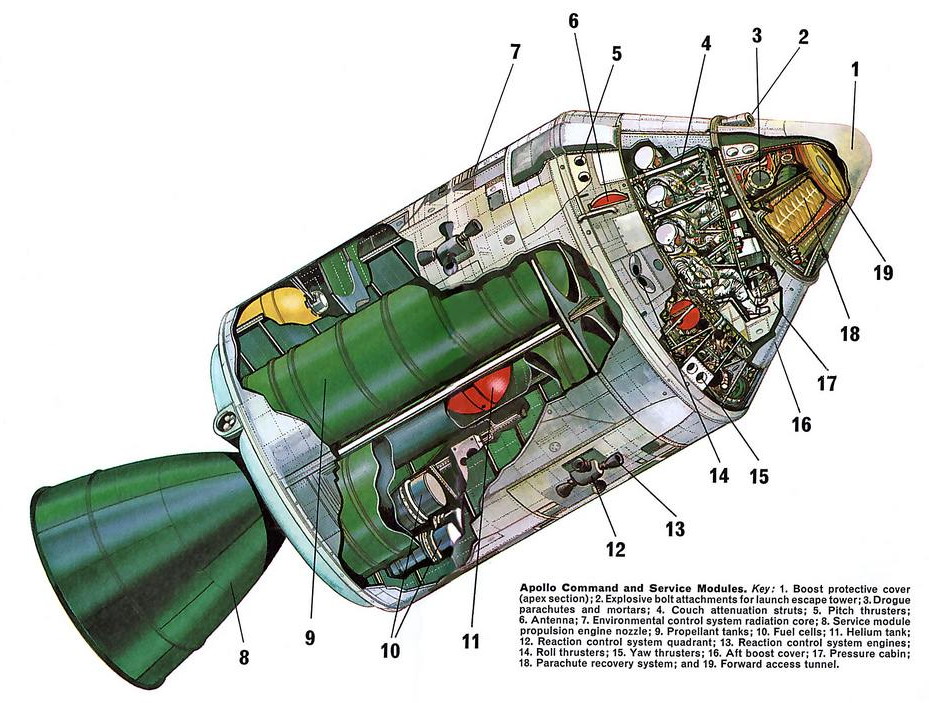 6
7
5
4
3
2
1
19
18
17
16
14
15
13
12
11
10
9
8
Apollo Command and Service Modules. Key: 1. Boost protective cover
(apex section); 2. Explosive bolt attachments for launch escape tower; 3. Drogue
parachutes and mortars; 4. Couch attenuation struts; 5. Pitch thrusters;
6. Antenna; 7. Environmental control system radiation core; 8. Service module
propulsion engine nozzle; 9. Propellant tanks; 10. Fuel cells; 11. Helium tank;
12. Reaction control system quadrant; 13. Reaction control system engines;
14. Roll thrusters; 15. Yaw thrusters; 16. Aft boost cover; 17. Pressure cabin;
18. Parachute recovery system; and 19. Forward access tunnel.